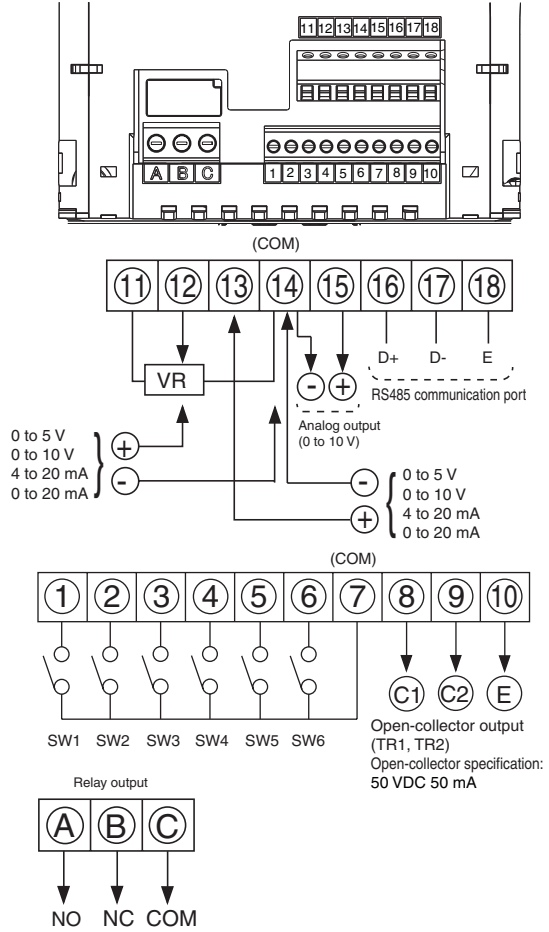 11 12 13 14 15 16 17 18
A B C 1 2 3 4 5 6 7 8 9 10
(COM)
11 12 13 14 15 16 17 18
D+ D- E
VR
- +
RS485 communication port
Analog output
(0 to 10 V)
0 to 5 V
0 to 10 V
4 to 20 mA
0 to 20 mA
+
-
-
+
0 to 5 V
0 to 10 V
4 to 20 mA
0 to 20 mA
(COM)
1 2 3 4 5 6 7 8 9 10
C1 C2 E
SW1 SW2 SW3 SW4 SW5 SW6
Open-collector output
(TR1, TR2)
Open-collector specification:
50 VDC 50 mA
Relay output
A B C
NO NC COM